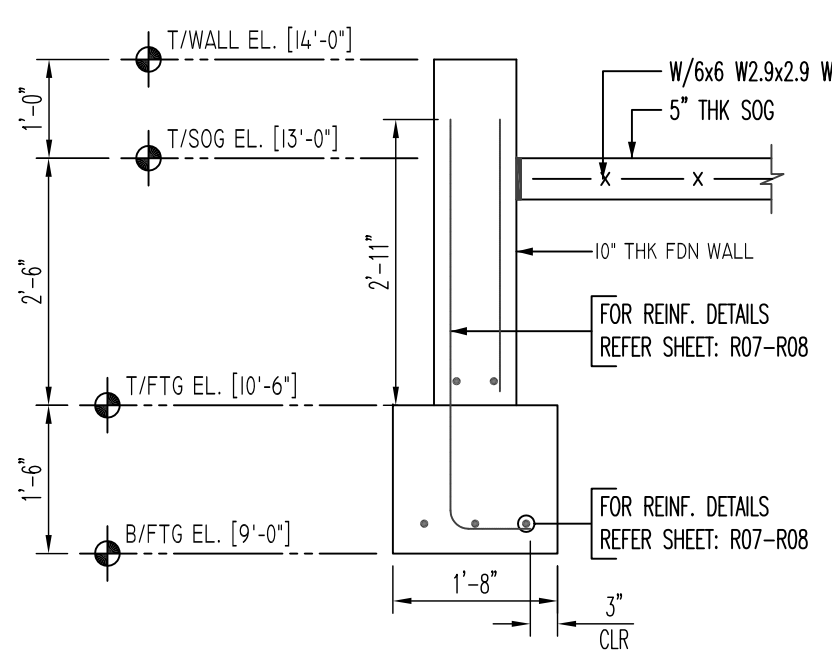 T/WALL EL. [14'-0"]
1'-0"
T/SOG EL. [13'-0"]
2'-6"
T/FTG EL. [10'-6"]
1'-6"
B/FTG EL. [9'-0"]
2'-11"
W/6x6 W2.9x2.9 W
5" THK SOG
X X
10" THK FDN WALL
FOR REINF. DETAILS
REFER SHEET: R07-R08
FOR REINF. DETAILS
REFER SHEET: R07-R08
1'-8"
3"
CLR